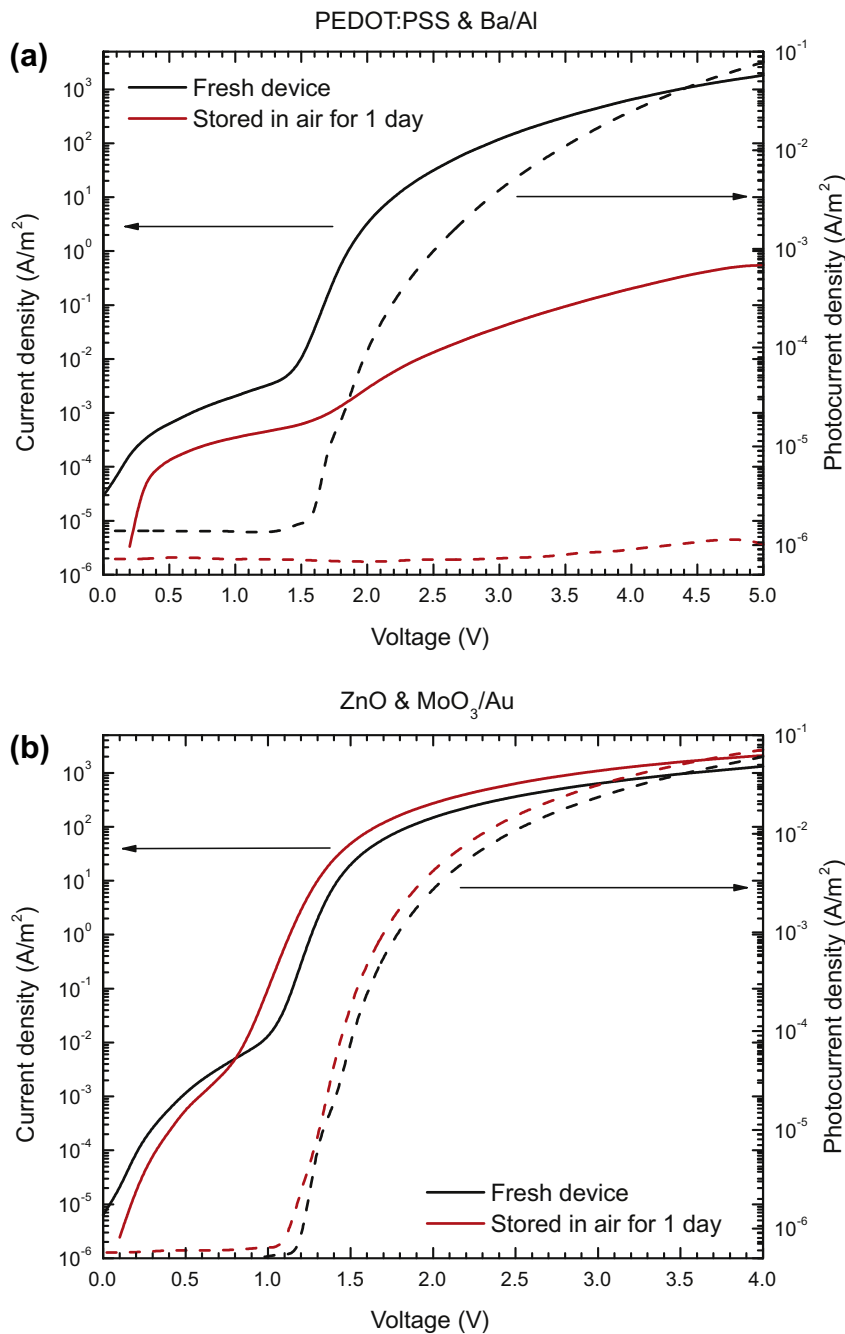 PEDOT:PSS & Ba/Al
(a)
Fresh device
Stored in air for 1 day
Current density (A/m²)
10³
10²
10¹
10⁰
10⁻¹
10⁻²
10⁻³
10⁻⁴
10⁻⁵
10⁻⁶
Photocurrent density (A/m²)
10⁻¹
10⁻²
10⁻³
10⁻⁴
10⁻⁵
10⁻⁶
0.0 0.5 1.0 1.5 2.0 2.5 3.0 3.5 4.0 4.5 5.0
Voltage (V)
ZnO & MoO₃/Au
(b)
Current density (A/m²)
10³
10²
10¹
10⁰
10⁻¹
10⁻²
10⁻³
10⁻⁴
10⁻⁵
10⁻⁶
Photocurrent density (A/m²)
10⁻¹
10⁻²
10⁻³
10⁻⁴
10⁻⁵
10⁻⁶
Fresh device
Stored in air for 1 day
0.0 0.5 1.0 1.5 2.0 2.5 3.0 3.5 4.0
Voltage (V)